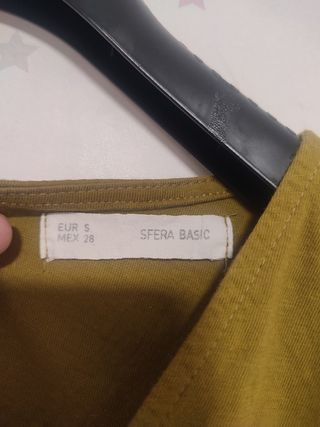 EUR S
MEX 28
SFERA BASIC